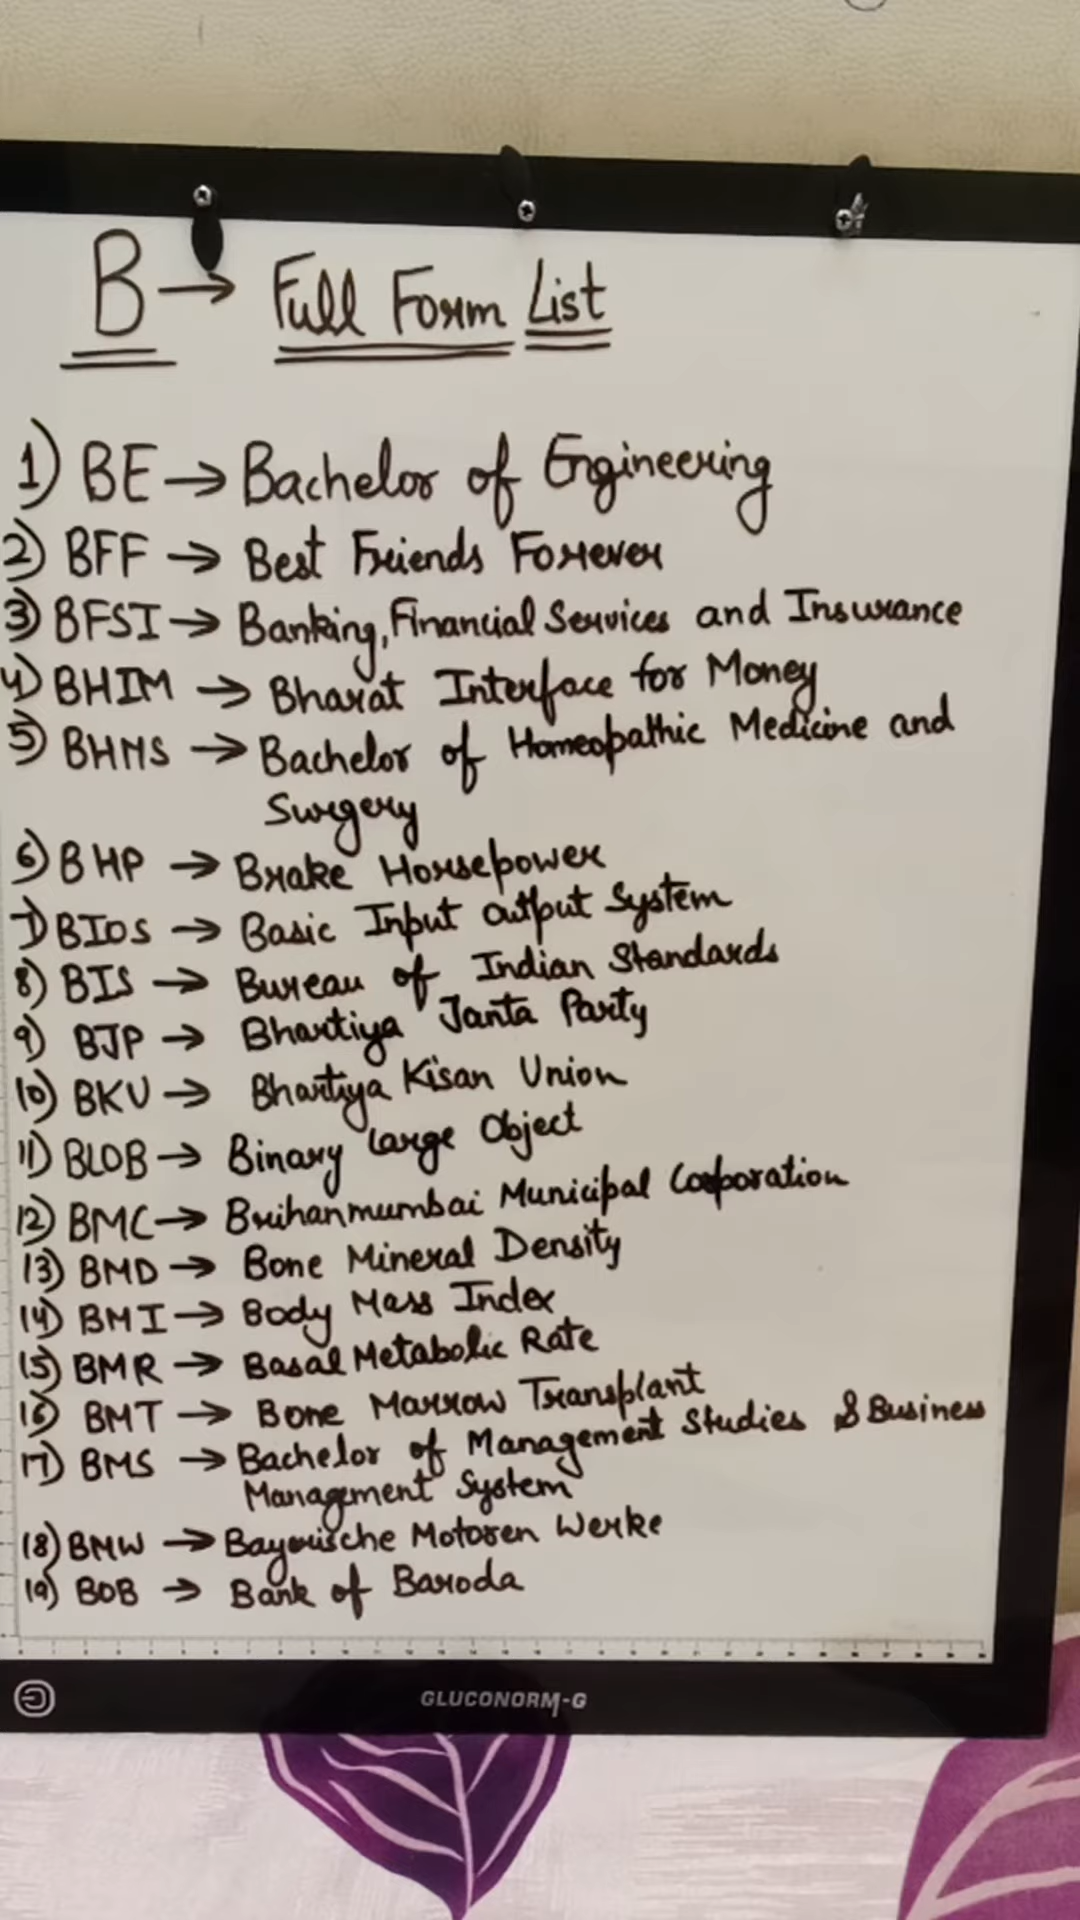 B → Full Form List
1) BE → Bachelor of Engineering
2) BFF → Best Friends Forever
3) BFSI → Banking, Financial Services and Insurance
4) BHIM → Bharat Interface for Money
5) BHMS → Bachelor of Homeopathic Medicine and
Surgery
6) BHP → Brake Horsepower
7) BIOS → Basic Input Output System
8) BIS → Bureau of Indian Standards
9) BJP → Bhartiya Janta Party
10) BKU → Bhartiya Kisan Union
11) BLOB → Binary Large Object
12) BMC → Brihanmumbai Municipal Corporation
13) BMD → Bone Mineral Density
14) BMI → Body Mass Index
15) BMR → Basal Metabolic Rate
16) BMT → Bone Marrow Transplant
17) BMS → Bachelor of Management Studies & Business
Management System
18) BMW → Bayerische Motoren Werke
19) BOB → Bank of Baroda
GLUCONORM-G